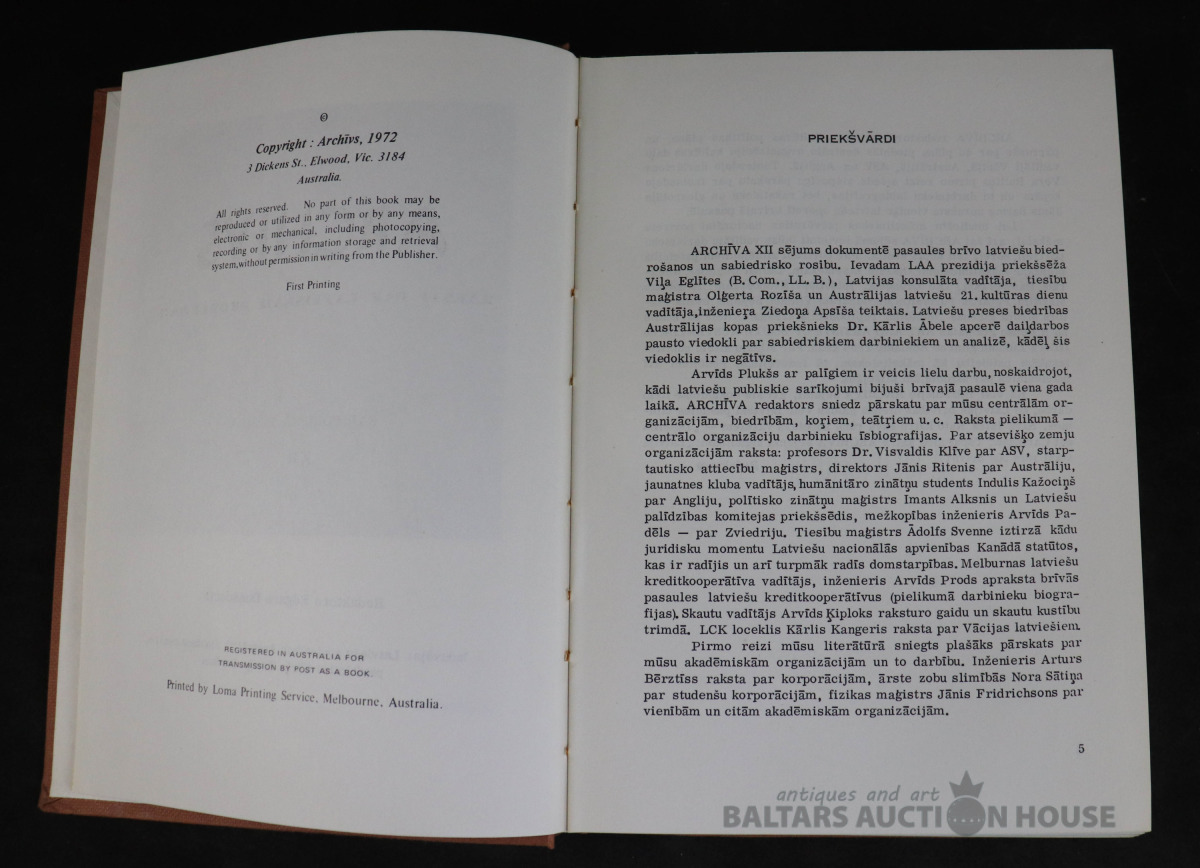 ©
Copyright : Archīvs, 1972
3 Dickens St., Elwood, Vic. 3184
Australia.
All rights reserved. No part of this book may be
reproduced or utilized in any form or by any means,
electronic or mechanical, including photocopying,
recording or by any information storage and retrieval
system, without permission in writing from the Publisher.
First Printing
REGISTERED IN AUSTRALIA FOR
TRANSMISSION BY POST AS A BOOK.
Printed by Loma Printing Service, Melbourne, Australia.
PRIEKŠVĀRDI
ARCHĪVA XII sējums dokumentē pasaules brīvo latviešu bied-
rošanos un sabiedrisko rosību. Ievadam LAA prezidija priekšsēža
Viļa Eglītes (B. Com., LL. B.), Latvijas konsulāta vadītāja, tiesību
maģistra Oļģerta Rozīša un Austrālijas latviešu 21. kultūras dienu
vadītāja, inženieŗa Ziedoņa Apsīša teiktais. Latviešu preses biedrības
Austrālijas kopas priekšnieks Dr. Kārlis Ābele apcerē daiļdarbos
pausto viedokli par sabiedriskiem darbiniekiem un analizē, kādēļ šis
viedoklis ir negātīvs.
Arvīds Plukšs ar palīgiem ir veicis lielu darbu, noskaidrojot,
kādi latviešu publiskie sarīkojumi bijuši brīvajā pasaulē viena gada
laikā. ARCHĪVA redaktors sniedz pārskatu par mūsu centrālām or-
ganizācijām, biedrībām, koŗiem, teātŗiem u. c. Raksta pielikumā —
centrālo organizāciju darbinieku īsbiografijas. Par atsevišķo zemju
organizācijām raksta: profesors Dr. Visvaldis Klīve par ASV, starp-
tautisko attiecību maģistrs, direktors Jānis Ritenis par Austrāliju,
jaunatnes kluba vadītājs, humānitāro zinātņu students Indulis Kažociņš
par Angliju, polītisko zinātņu maģistrs Imants Alksnis un Latviešu
palīdzības komitejas priekšsēdis, mežkopības inženieris Arvīds Pa-
dēls — par Zviedriju. Tiesību maģistrs Ādolfs Svenne iztirzā kādu
juridisku momentu Latviešu nacionālās apvienības Kanādā statūtos,
kas ir radījis un arī turpmāk radīs domstarpības. Melburnas latviešu
kreditkooperātīva vadītājs, inženieris Arvīds Prods apraksta brīvās
pasaules latviešu kreditkooperātīvus (pielikumā darbinieku biogra-
fijas). Skautu vadītājs Arvīds Ķiploks raksturo gaidu un skautu kustību
trimdā. LCK loceklis Kārlis Kangeris raksta par Vācijas latviešiem.
Pirmo reizi mūsu literātūrā sniegts plašāks pārskats par
mūsu akadēmiskām organizācijām un to darbību. Inženieris Arturs
Bērztīss raksta par korporācijām, ārste zobu slimībās Nora Sātiņa
par studenšu korporācijām, fizikas maģistrs Jānis Fridrichsons par
vienībām un citām akadēmiskām organizācijām.
5
antiques and art
BALTARS AUCTION HOUSE